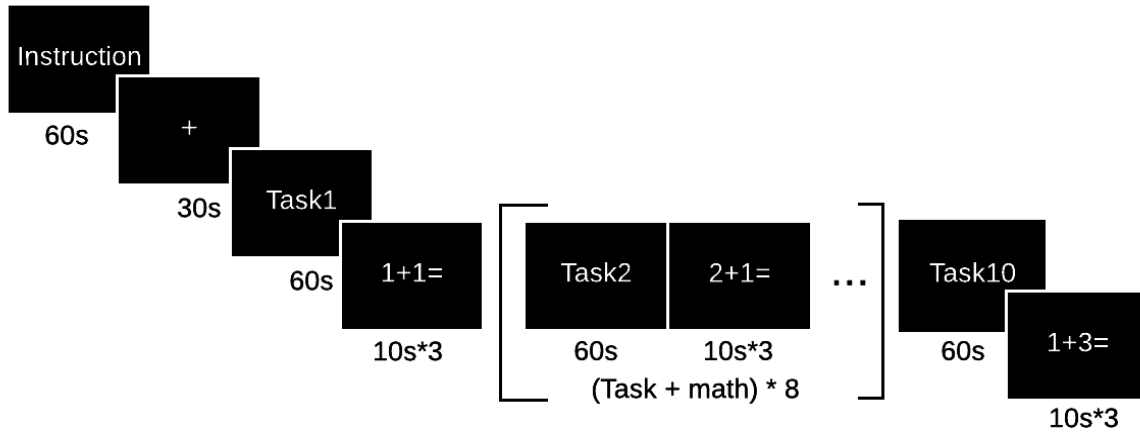 Instruction
60s
+
30s
Task1
60s
1+1=
10s*3
Task2
60s
2+1=
10s*3
...
(Task + math) * 8
Task10
60s
1+3=
10s*3